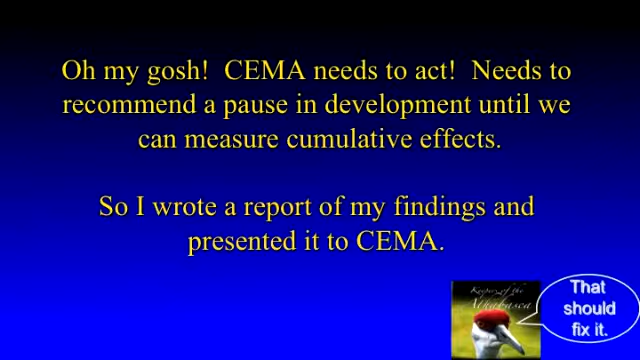 Oh my gosh!  CEMA needs to act!  Needs to
recommend a pause in development until we
can measure cumulative effects.
So I wrote a report of my findings and
presented it to CEMA.
Keepers of the
Athabasca
That
should
fix it.